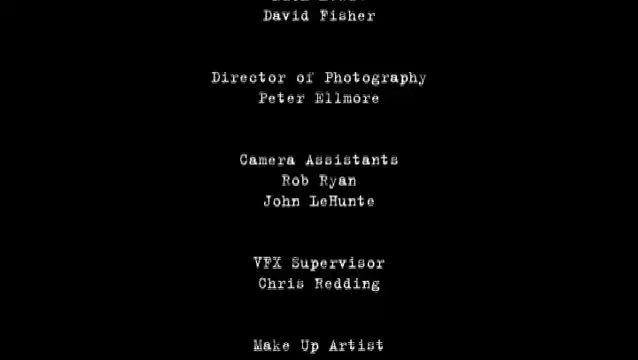 David Fisher
Director of Photography
Peter Ellmore
Camera Assistants
Rob Ryan
John LeHunte
VFX Supervisor
Chris Redding
Make Up Artist